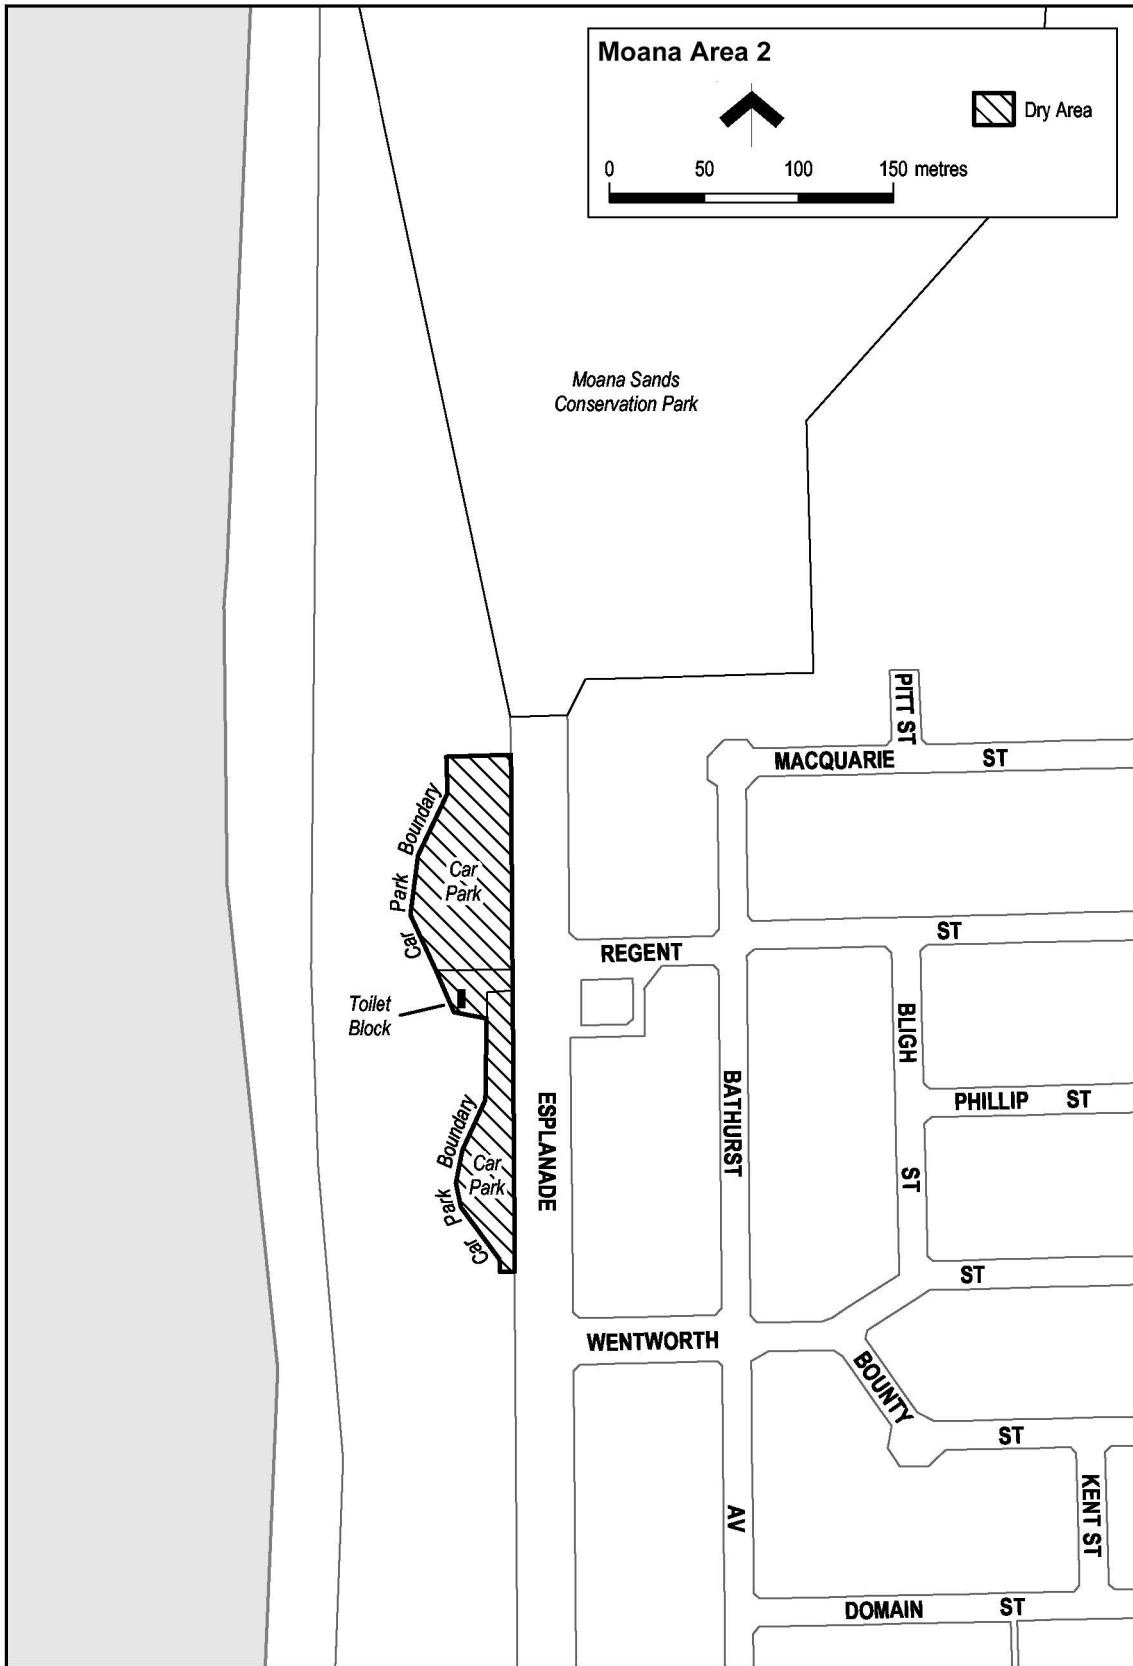 Moana Area 2
Dry Area
0 50 100 150 metres
Moana Sands
Conservation Park
PITT ST
MACQUARIE ST
Car Park Boundary
Car
Park
ST
REGENT
Toilet
Block
BLIGH ST
BATHURST AV
ESPLANADE
PHILLIP ST
Car Park Boundary
Car
Park
ST
WENTWORTH
BOUNTY ST
KENT ST
DOMAIN ST